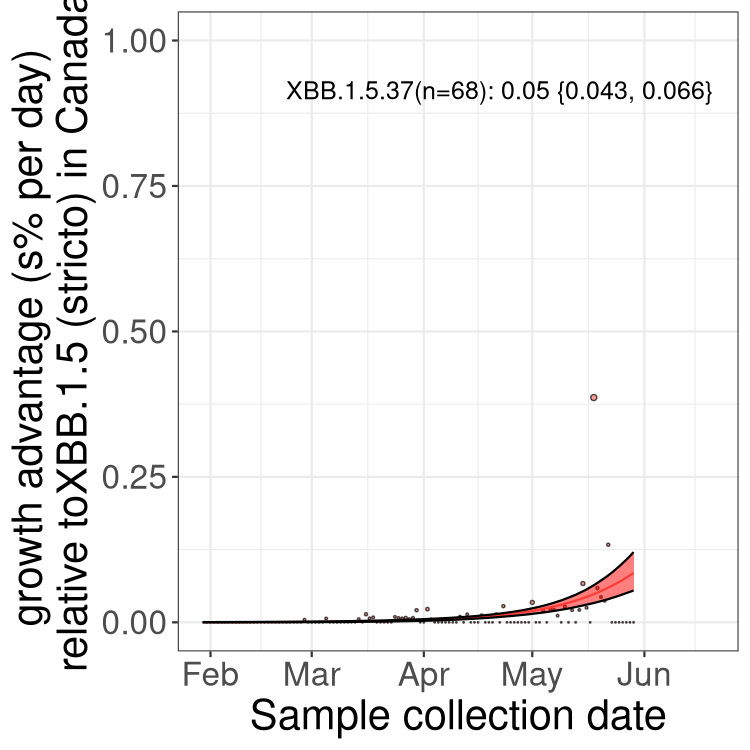 growth advantage (s% per day)
relative toXBB.1.5 (stricto) in Canada
1.00
0.75
0.50
0.25
0.00
XBB.1.5.37(n=68): 0.05 {0.043, 0.066}
Feb Mar Apr May Jun
Sample collection date